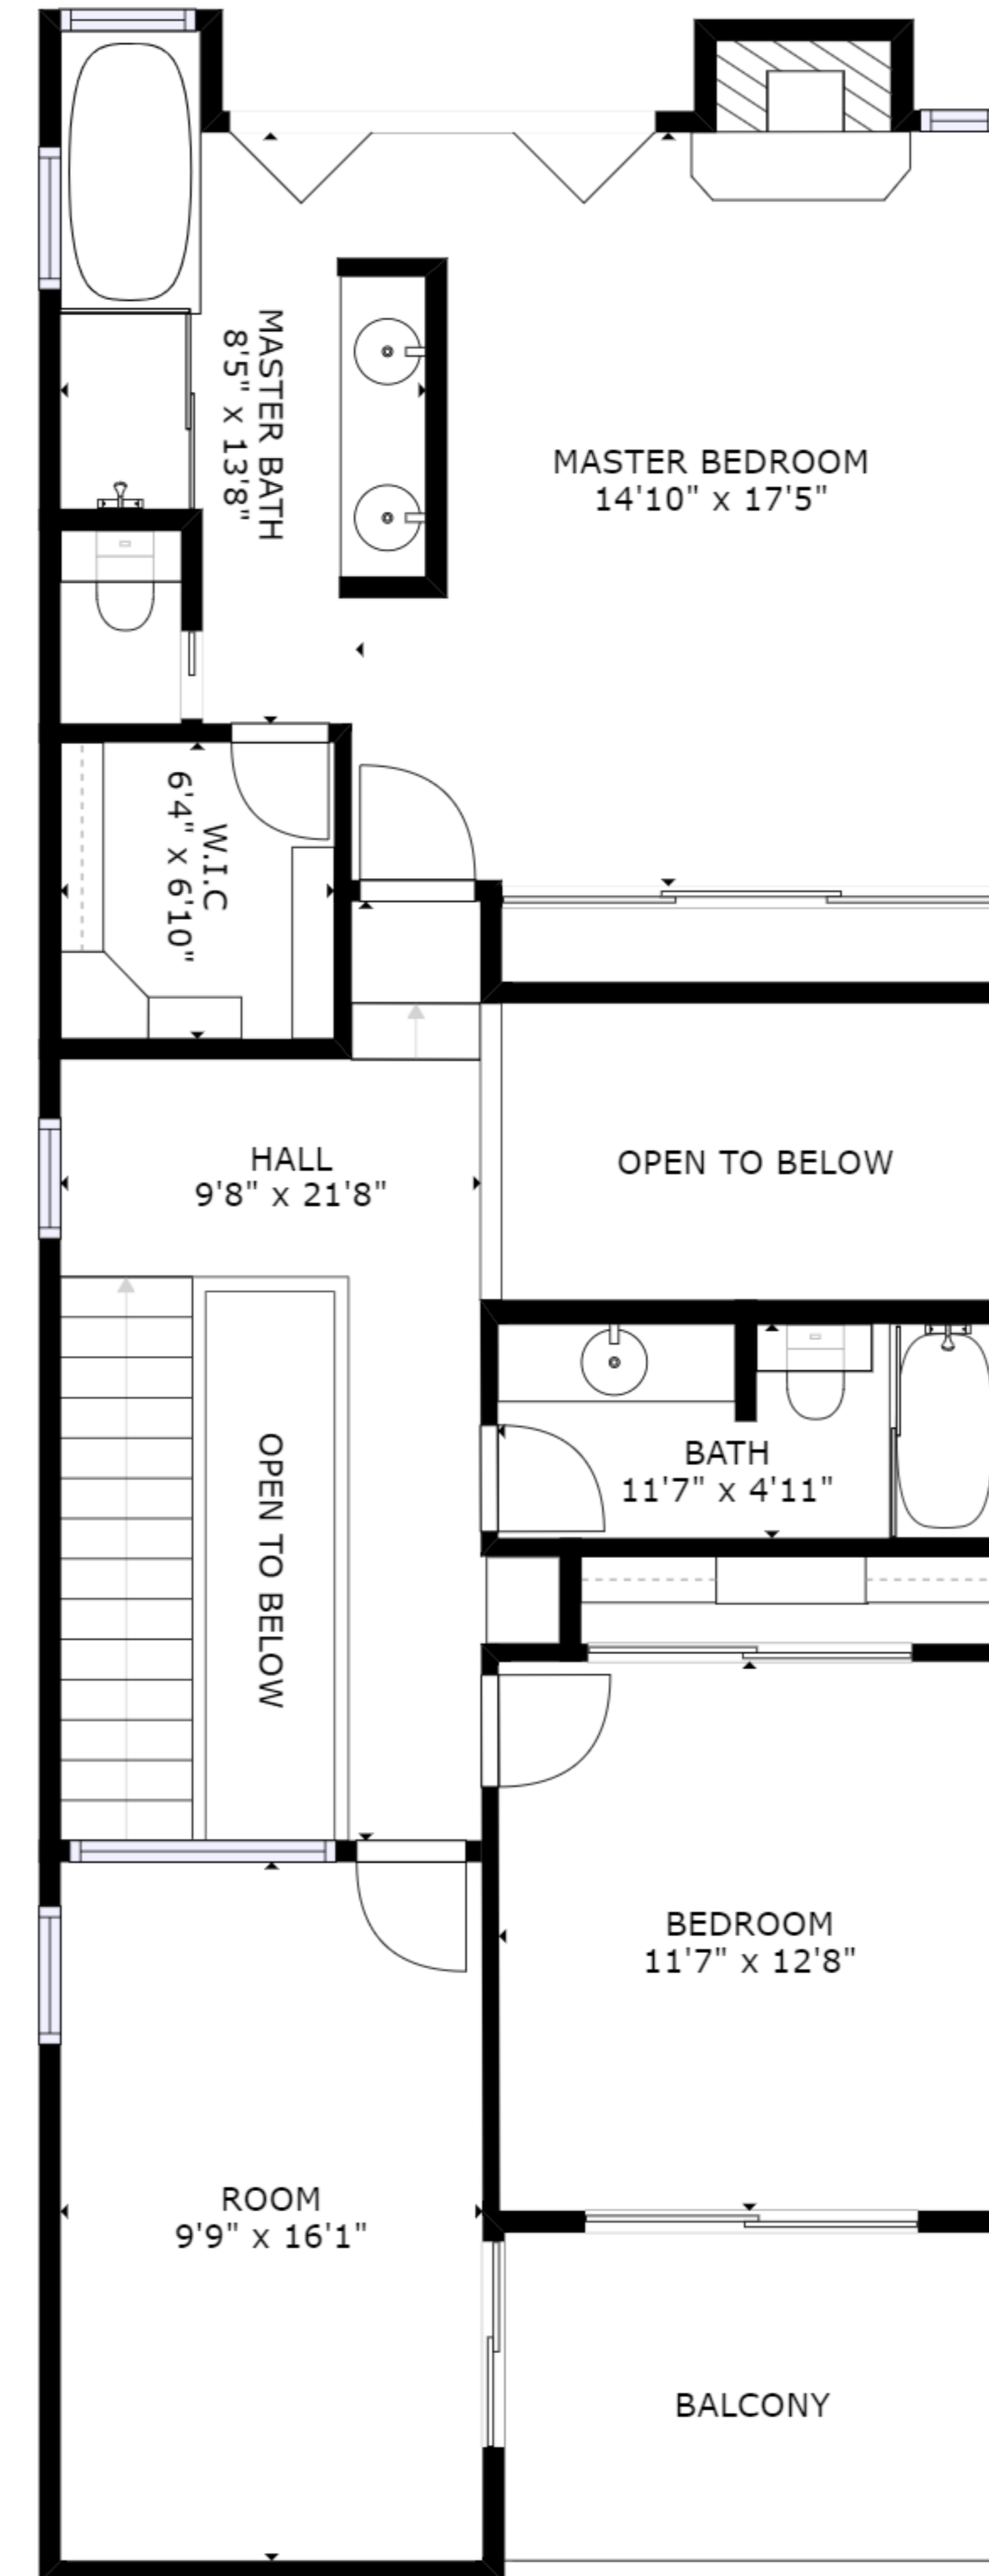 MASTER BATH
8'5" x 13'8"
MASTER BEDROOM
14'10" x 17'5"
W.I.C
6'4" x 6'10"
HALL
9'8" x 21'8"
OPEN TO BELOW
OPEN TO BELOW
BATH
11'7" x 4'11"
BEDROOM
11'7" x 12'8"
ROOM
9'9" x 16'1"
BALCONY